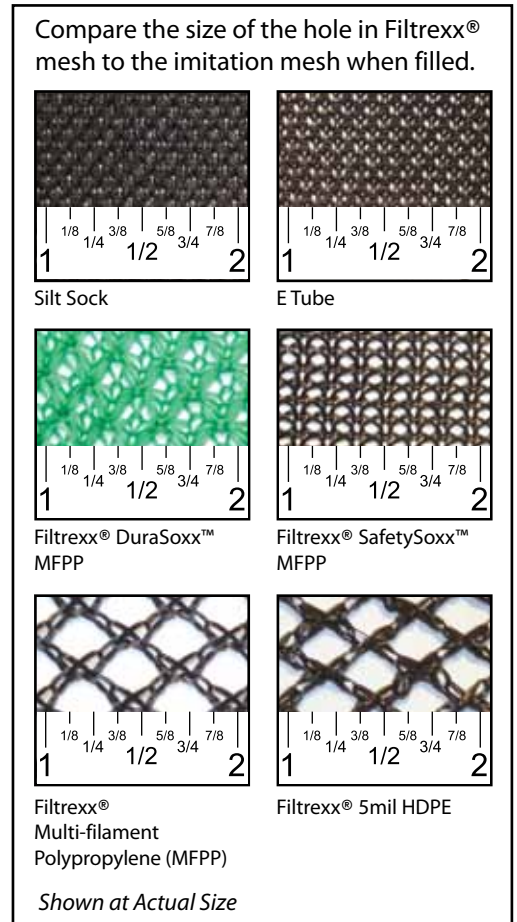 Compare the size of the hole in Filtrexx®
mesh to the imitation mesh when filled.
1 1/8 1/4 3/8 1/2 5/8 3/4 7/8 2
Silt Sock
1 1/8 1/4 3/8 1/2 5/8 3/4 7/8 2
E Tube
1 1/8 1/4 3/8 1/2 5/8 3/4 7/8 2
Filtrexx® DuraSoxx™
MFPP
1 1/8 1/4 3/8 1/2 5/8 3/4 7/8 2
Filtrexx® SafetySoxx™
MFPP
1 1/8 1/4 3/8 1/2 5/8 3/4 7/8 2
Filtrexx®
Multi-filament
Polypropylene (MFPP)
1 1/8 1/4 3/8 1/2 5/8 3/4 7/8 2
Filtrexx® 5mil HDPE
Shown at Actual Size